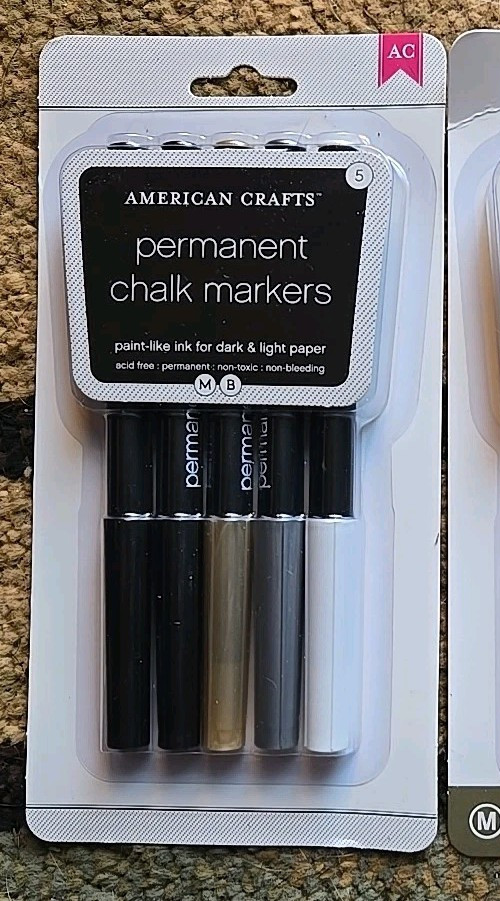 AC
5
AMERICAN CRAFTS™
permanent
chalk markers
paint-like ink for dark & light paper
acid free : permanent : non-toxic : non-bleeding
M B
M